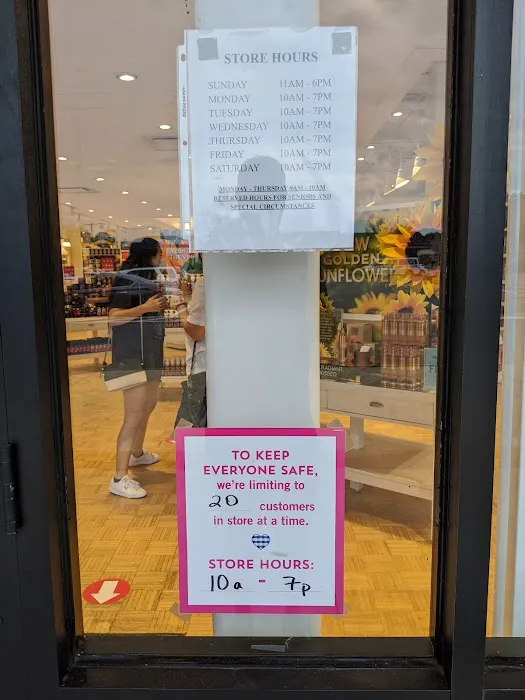 STORE HOURS
SUNDAY 11AM - 6PM
MONDAY 10AM - 7PM
TUESDAY 10AM - 7PM
WEDNESDAY 10AM - 7PM
THURSDAY 10AM - 7PM
FRIDAY 10AM - 7PM
SATURDAY 10AM - 7PM
MONDAY - THURSDAY 9AM - 10AM
RESERVED HOURS FOR SENIORS AND
SPECIAL CIRCUMSTANCES
GOLDEN
TO KEEP
EVERYONE SAFE,
we're limiting to
20 customers
in store at a time.
STORE HOURS:
10a - 7p